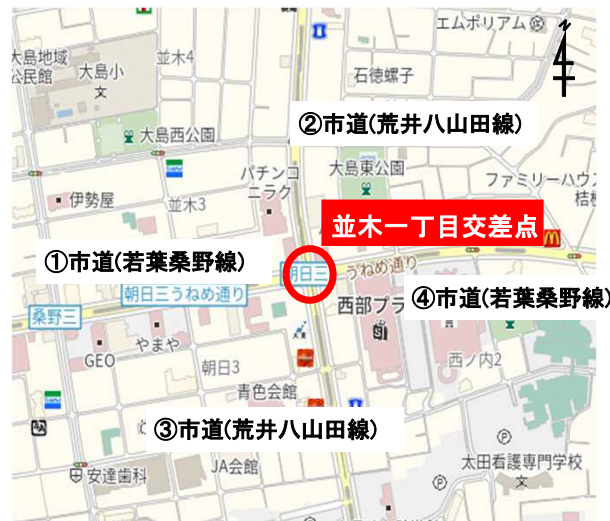 エムポリアム
大島地域
公民館
大島小
文
並木4
石徳螺子
②市道(荒井八山田線)
大島西公園
パチンコ
ニラク
大島東公園
ファミリーハウス
桔梗
伊勢屋
並木3
並木一丁目交差点
①市道(若葉桑野線)
朝日三
うねめ通り
朝日三うねめ通り
西部プラ
④市道(若葉桑野線)
桑野三
GEO
やまや
朝日3
西ノ内2
青色会館
③市道(荒井八山田線)
安達歯科
JA会館
太田看護専門学校
文